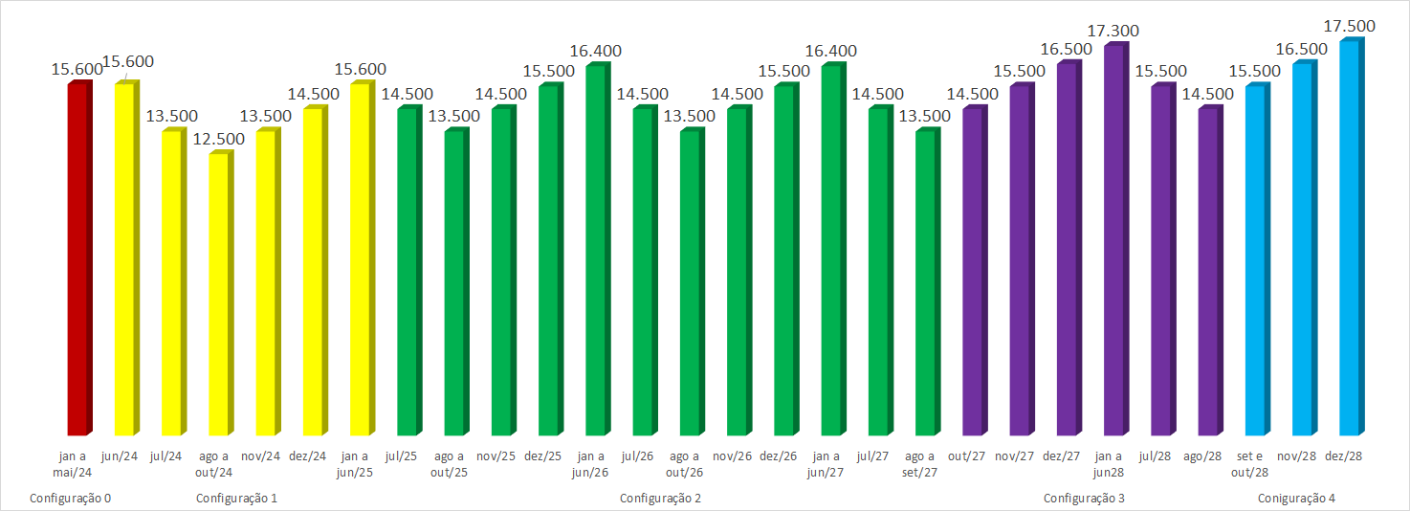 15.600 15.600 13.500 12.500 13.500 14.500 15.600 14.500 13.500 14.500 15.500 16.400 14.500 13.500 14.500 15.500 16.400 14.500 13.500 14.500 15.500 16.500 17.300 15.500 14.500 15.500 16.500 17.500
jan a jun/24 jul/24 ago a nov/24 dez/24 jan a jul/25 ago a nov/25 dez/25 jan a jul/26 ago a nov/26 dez/26 jan a jul/27 ago a out/27 nov/27 dez/27 jan a jul/28 ago/28 set e nov/28 dez/28
mai/24 out/24 jun/25 out/25 jun/26 out/26 jun/27 set/27 jun28 out/28
Configuração 0 Configuração 1 Configuração 2 Configuração 3 Coniguração 4